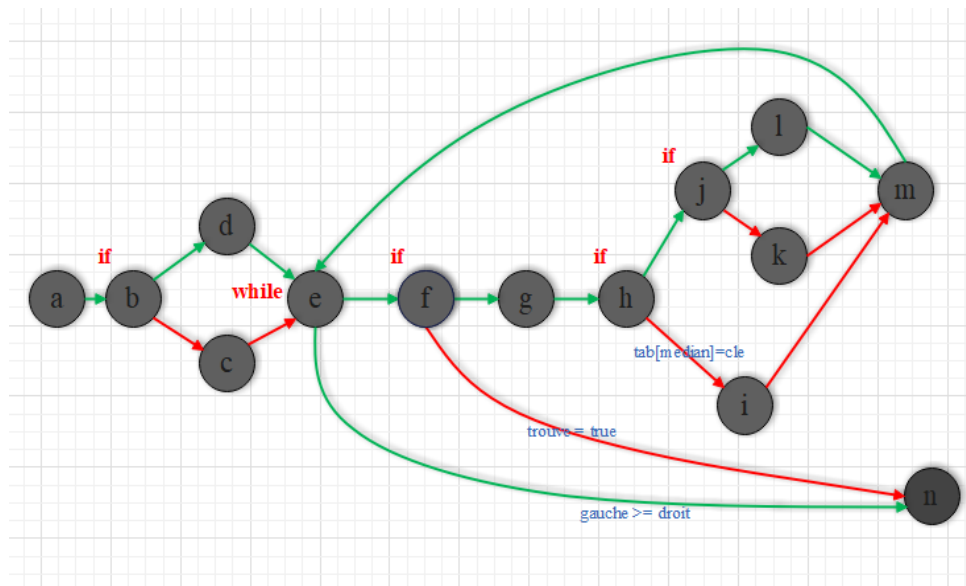 l
if
j
m
d
k
if
if
if
a
b
while
e
f
g
h
c
tab[median]=cle
i
trouve = true
n
gauche >= droit